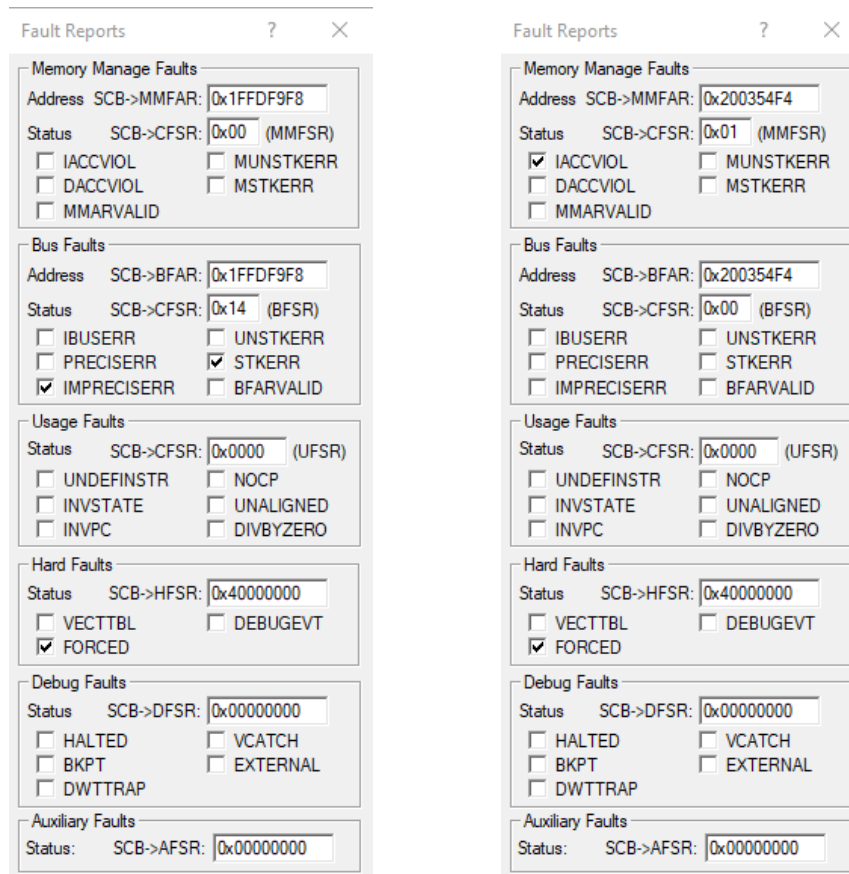 Fault Reports ? ×
Memory Manage Faults
Address SCB->MMFAR: 0x1FFDF9F8
Status SCB->CFSR: 0x00 (MMFSR)
IACCVIOL MUNSTKERR
DACCVIOL MSTKERR
MMARVALID
Bus Faults
Address SCB->BFAR: 0x1FFDF9F8
Status SCB->CFSR: 0x14 (BFSR)
IBUSERR UNSTKERR
PRECISERR STKERR
IMPRECISERR BFARVALID
Usage Faults
Status SCB->CFSR: 0x0000 (UFSR)
UNDEFINSTR NOCP
INVSTATE UNALIGNED
INVPC DIVBYZERO
Hard Faults
Status SCB->HFSR: 0x40000000
VECTTBL DEBUGEVT
FORCED
Debug Faults
Status SCB->DFSR: 0x00000000
HALTED VCATCH
BKPT EXTERNAL
DWTTRAP
Auxiliary Faults
Status: SCB->AFSR: 0x00000000
Fault Reports ? ×
Memory Manage Faults
Address SCB->MMFAR: 0x200354F4
Status SCB->CFSR: 0x01 (MMFSR)
IACCVIOL MUNSTKERR
DACCVIOL MSTKERR
MMARVALID
Bus Faults
Address SCB->BFAR: 0x200354F4
Status SCB->CFSR: 0x00 (BFSR)
IBUSERR UNSTKERR
PRECISERR STKERR
IMPRECISERR BFARVALID
Usage Faults
Status SCB->CFSR: 0x0000 (UFSR)
UNDEFINSTR NOCP
INVSTATE UNALIGNED
INVPC DIVBYZERO
Hard Faults
Status SCB->HFSR: 0x40000000
VECTTBL DEBUGEVT
FORCED
Debug Faults
Status SCB->DFSR: 0x00000000
HALTED VCATCH
BKPT EXTERNAL
DWTTRAP
Auxiliary Faults
Status: SCB->AFSR: 0x00000000